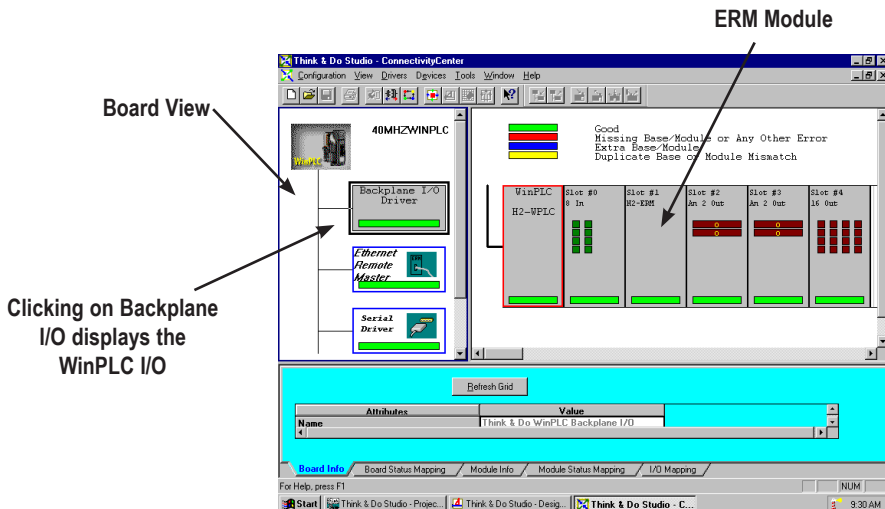 ERM Module
Board View
Clicking on Backplane
I/O displays the
WinPLC I/O
Think & Do Studio - ConnectivityCenter
Configuration View Drivers Devices Tools Window Help
WinPLC
40MHZWINPLC
Backplane I/O
Driver
Ethernet
Remote
Master
Serial
Driver
Good
Missing Base/Module or Any Other Error
Extra Base/Module
Duplicate Base or Module Mismatch
WinPLC
H2-WPLC
Slot #0
8 In
Slot #1
H2-ERM
Slot #2
An 2 Out
Slot #3
An 2 Out
Slot #4
16 Out
Refresh Grid
Attributes Value
Name Think & Do WinPLC Backplane I/O
Board Info Board Status Mapping Module Info Module Status Mapping I/O Mapping
For Help, press F1 NUM
Start Think & Do Studio - Projec... Think & Do Studio - Desig... Think & Do Studio - C... 9:30 AM